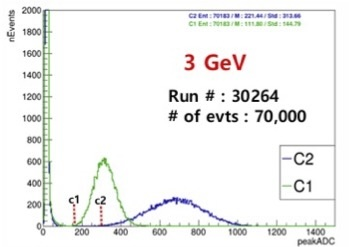 C2 Ent : 70183 / M : 221.44 / Std : 313.66
C1 Ent : 70183 / M : 111.80 / Std : 144.79
nEvents
2000
1800
1600
1400
1200
1000
800
600
400
200
0
3 GeV
Run # : 30264
# of evts : 70,000
C2
C1
c1
c2
0 200 400 600 800 1000 1200 1400
peakADC